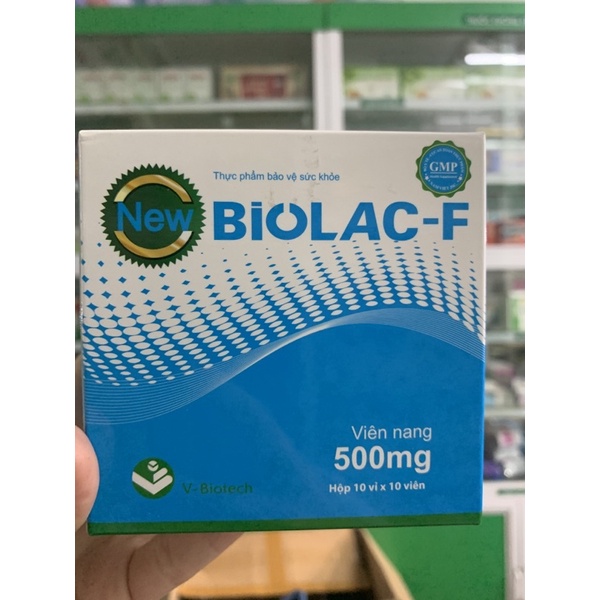 Thực phẩm bảo vệ sức khỏe
GMP
New
BiOLAC-F
Viên nang
500mg
Hộp 10 vỉ x 10 viên
V-Biotech